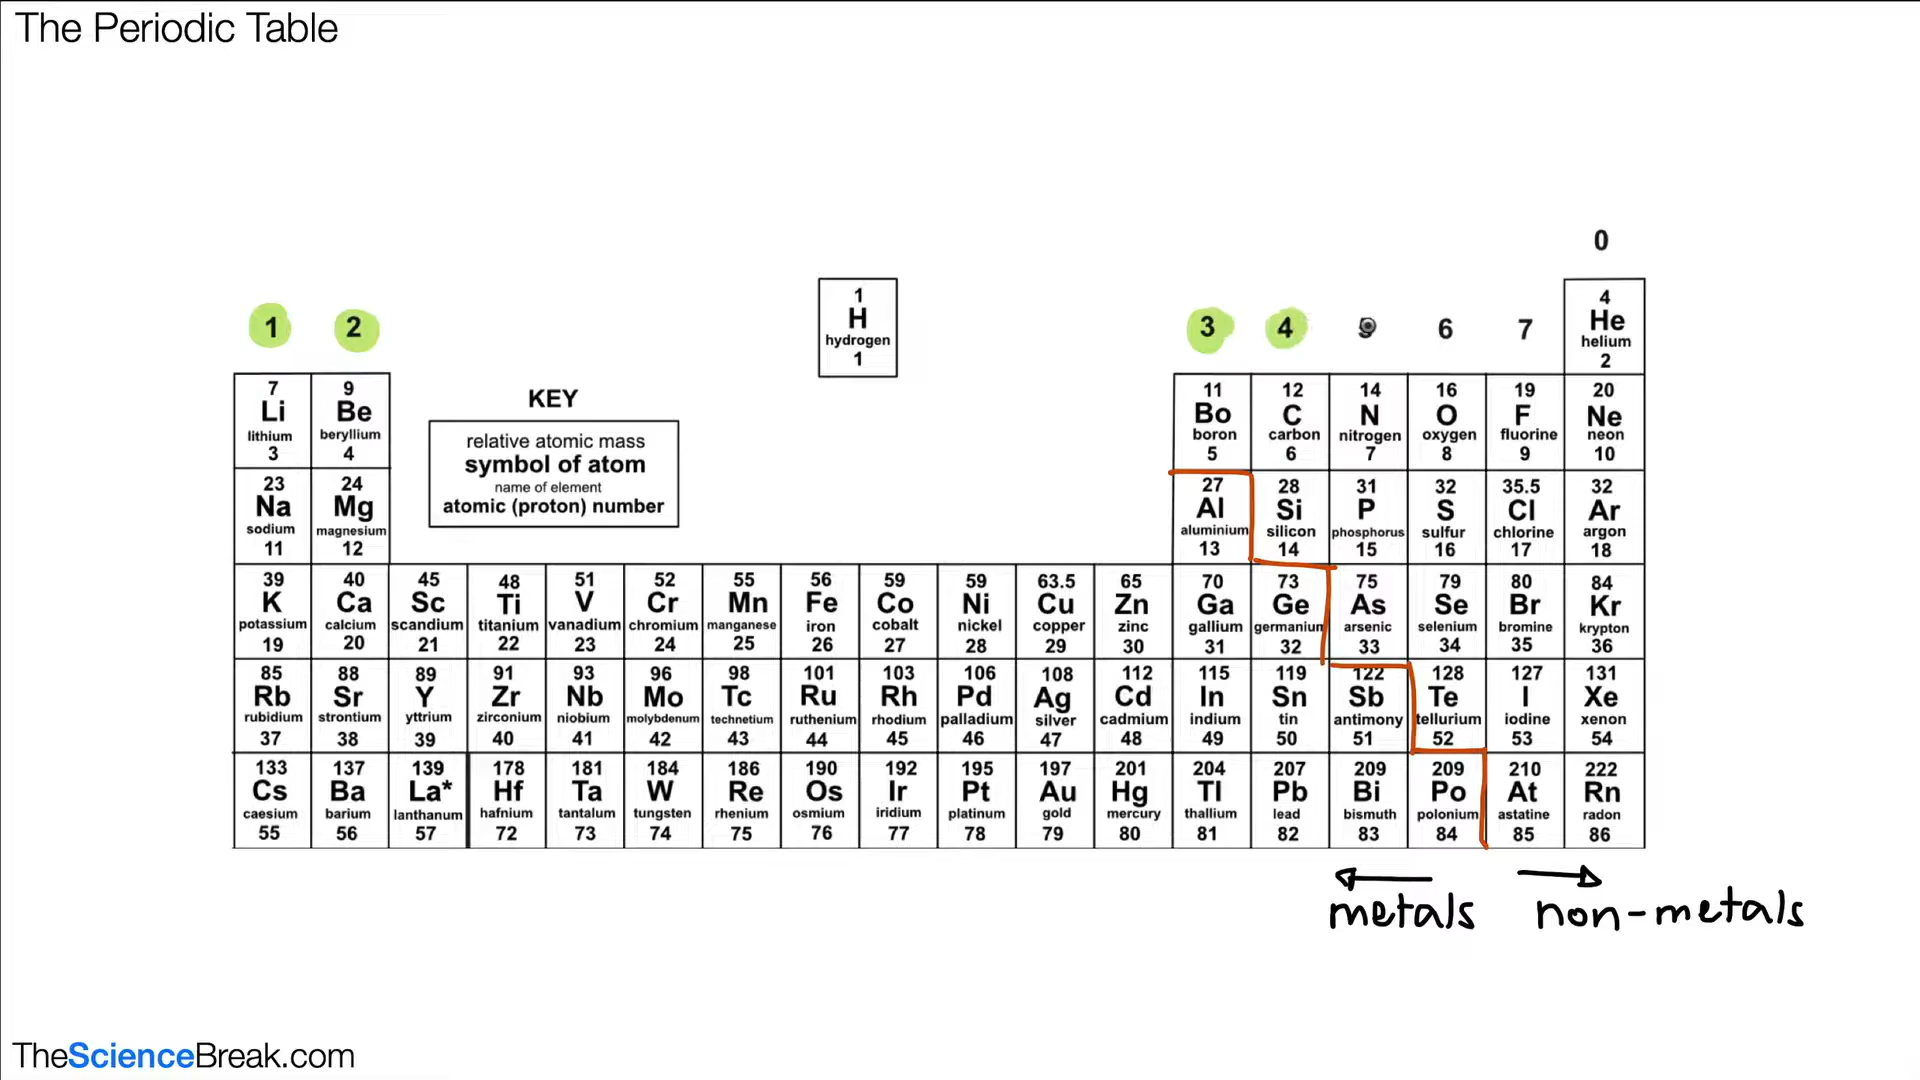 The Periodic Table
0
1 2 3 4 6 7
1
H
hydrogen
1
4
He
helium
2
KEY
relative atomic mass
symbol of atom
name of element
atomic (proton) number
7 9 11 12 14 16 19 20
Li Be Bo C N O F Ne
lithium beryllium boron carbon nitrogen oxygen fluorine neon
3 4 5 6 7 8 9 10
23 24 27 28 31 32 35.5 32
Na Mg Al Si P S Cl Ar
sodium magnesium aluminium silicon phosphorus sulfur chlorine argon
11 12 13 14 15 16 17 18
39 40 45 48 51 52 55 56 59 59 63.5 65 70 73 75 79 80 84
K Ca Sc Ti V Cr Mn Fe Co Ni Cu Zn Ga Ge As Se Br Kr
potassium calcium scandium titanium vanadium chromium manganese iron cobalt nickel copper zinc gallium germanium arsenic selenium bromine krypton
19 20 21 22 23 24 25 26 27 28 29 30 31 32 33 34 35 36
85 88 89 91 93 96 98 101 103 106 108 112 115 119 122 128 127 131
Rb Sr Y Zr Nb Mo Tc Ru Rh Pd Ag Cd In Sn Sb Te I Xe
rubidium strontium yttrium zirconium niobium molybdenum technetium ruthenium rhodium palladium silver cadmium indium tin antimony tellurium iodine xenon
37 38 39 40 41 42 43 44 45 46 47 48 49 50 51 52 53 54
133 137 139 178 181 184 186 190 192 195 197 201 204 207 209 209 210 222
Cs Ba La* Hf Ta W Re Os Ir Pt Au Hg Tl Pb Bi Po At Rn
caesium barium lanthanum hafnium tantalum tungsten rhenium osmium iridium platinum gold mercury thallium lead bismuth polonium astatine radon
55 56 57 72 73 74 75 76 77 78 79 80 81 82 83 84 85 86
metals non-metals
TheScienceBreak.com